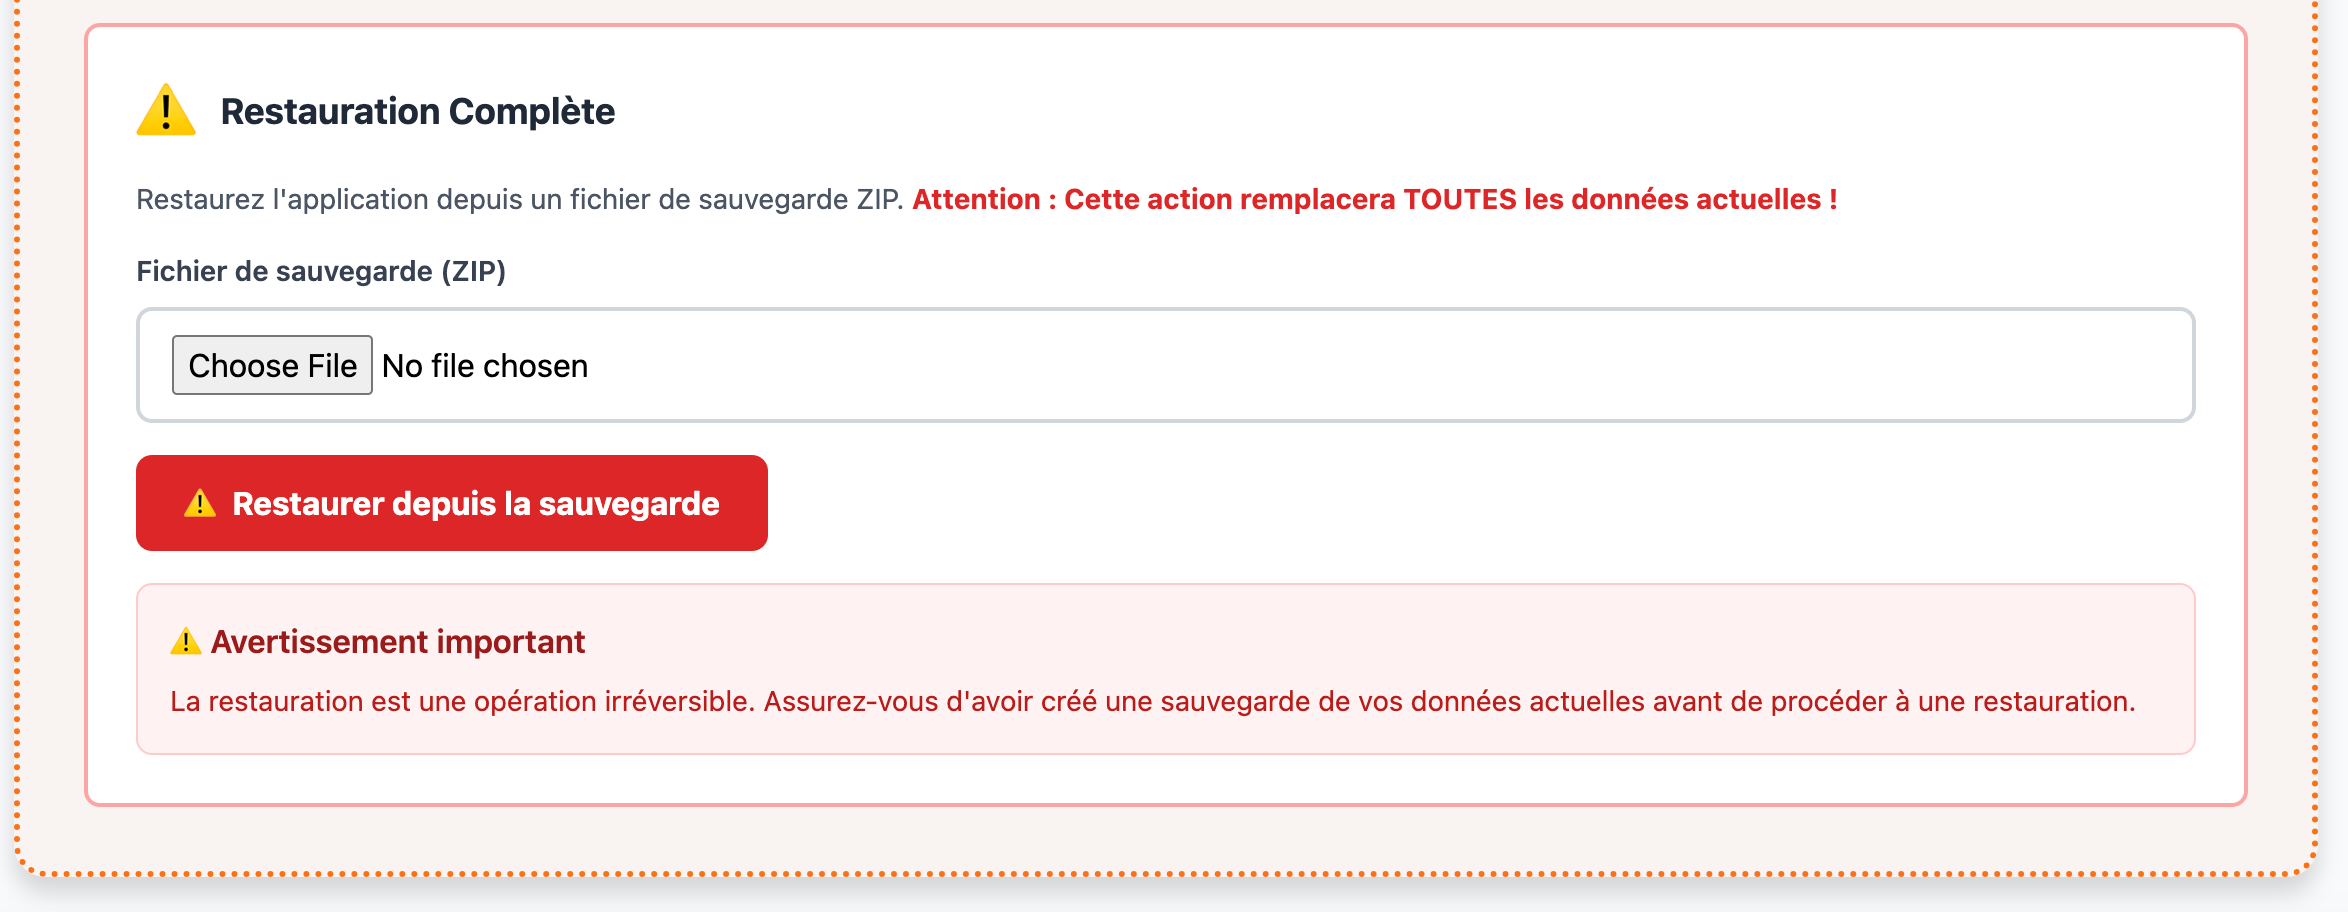 Restauration Complète
Restaurez l'application depuis un fichier de sauvegarde ZIP. Attention : Cette action remplacera TOUTES les données actuelles !
Fichier de sauvegarde (ZIP)
Choose File No file chosen
Restaurer depuis la sauvegarde
Avertissement important
La restauration est une opération irréversible. Assurez-vous d'avoir créé une sauvegarde de vos données actuelles avant de procéder à une restauration.